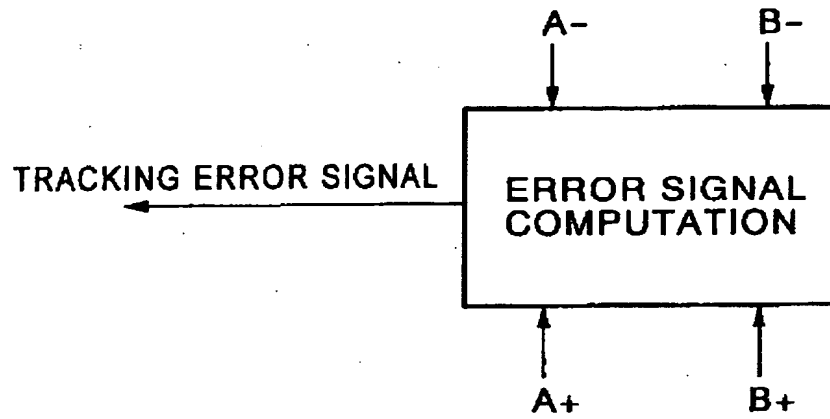 A- B-
TRACKING ERROR SIGNAL
ERROR SIGNAL
COMPUTATION
A+ B+